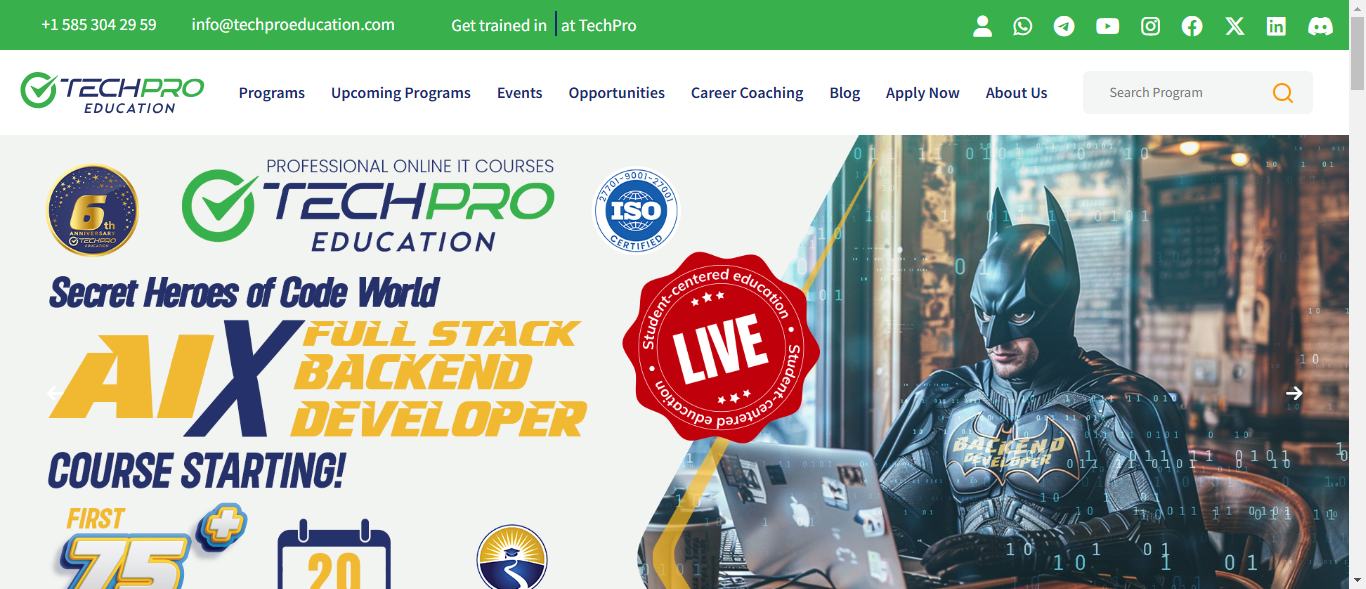 +1 585 304 29 59
info@techproeducation.com
Get trained in
at TechPro
TECHPRO
EDUCATION
Programs
Upcoming Programs
Events
Opportunities
Career Coaching
Blog
Apply Now
About Us
Search Program
6th
ANNIVERSARY
TECHPRO
EDUCATION
PROFESSIONAL ONLINE IT COURSES
TECHPRO
EDUCATION
27701-9001-27001
ISO
CERTIFIED
Secret Heroes of Code World
AIX
FULL STACK
BACKEND
DEVELOPER
COURSE STARTING!
Student-centered education
LIVE
Student-centered education
BACKEND
DEVELOPER
FIRST
75+
20